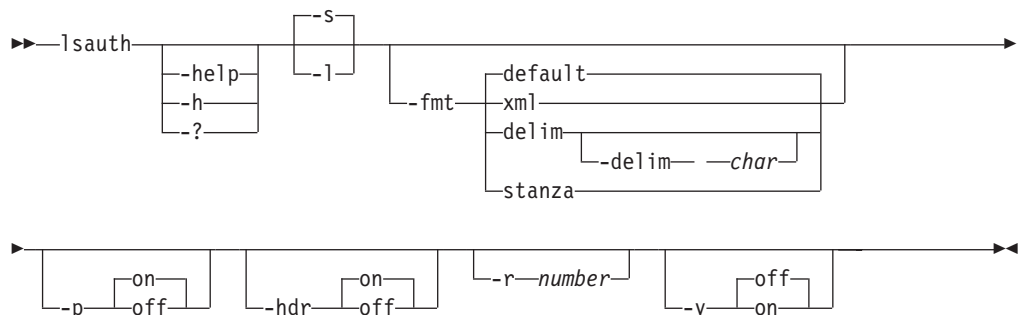 -s
lsauth
-help
-l
default
-h
-fmt
xml
-?
delim
-delim char
stanza
on
on
off
-r number
-p
off
-hdr
off
-v
on